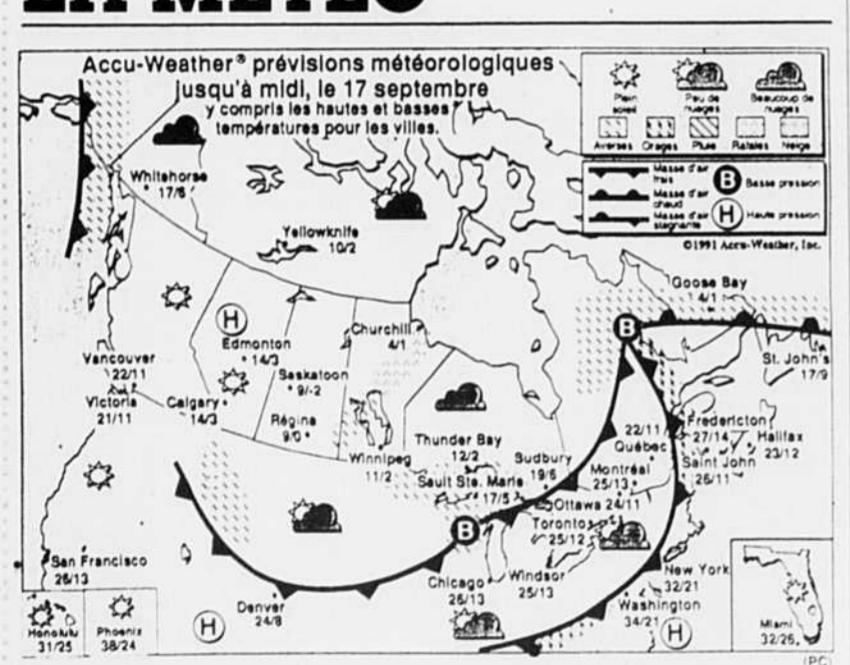 LA MÉTÉO
Accu-Weather® prévisions météorologiques
jusqu'à midi, le 17 septembre
y compris les hautes et basses
températures pour les villes.
Plein
soleil
Peu de
nuages
Beaucoup de
nuages
Averses Orages Pluie Rafales Neige
Masse d'air
frais
Masse d'air
chaud
Masse d'air
stagnante
B Basse pression
H Haute pression
©1991 Accu-Weather, Inc.
Whitehorse
17/6
Yellowknife
10/2
Goose Bay
4/1
B
St. John's
17/9
H
Edmonton
14/3
Churchill
4/1
Vancouver
22/11
Victoria
21/11
Calgary
14/3
Saskatoon
9/-2
Régina
9/0
Winnipeg
11/2
Thunder Bay
12/2
Sault Ste. Marie
17/5
Sudbury
19/6
22/11
Québec
Montréal
25/13
Ottawa 24/11
Toronto
25/12
Fredericton
27/14
Halifax
23/12
Saint John
26/11
B
San Francisco
26/13
Denver
24/8
Chicago
26/13
Windsor
25/13
New York
32/21
Washington
34/21
Honolulu
31/25
Phoenix
38/24
H
H
Miami
32/26
(PC)